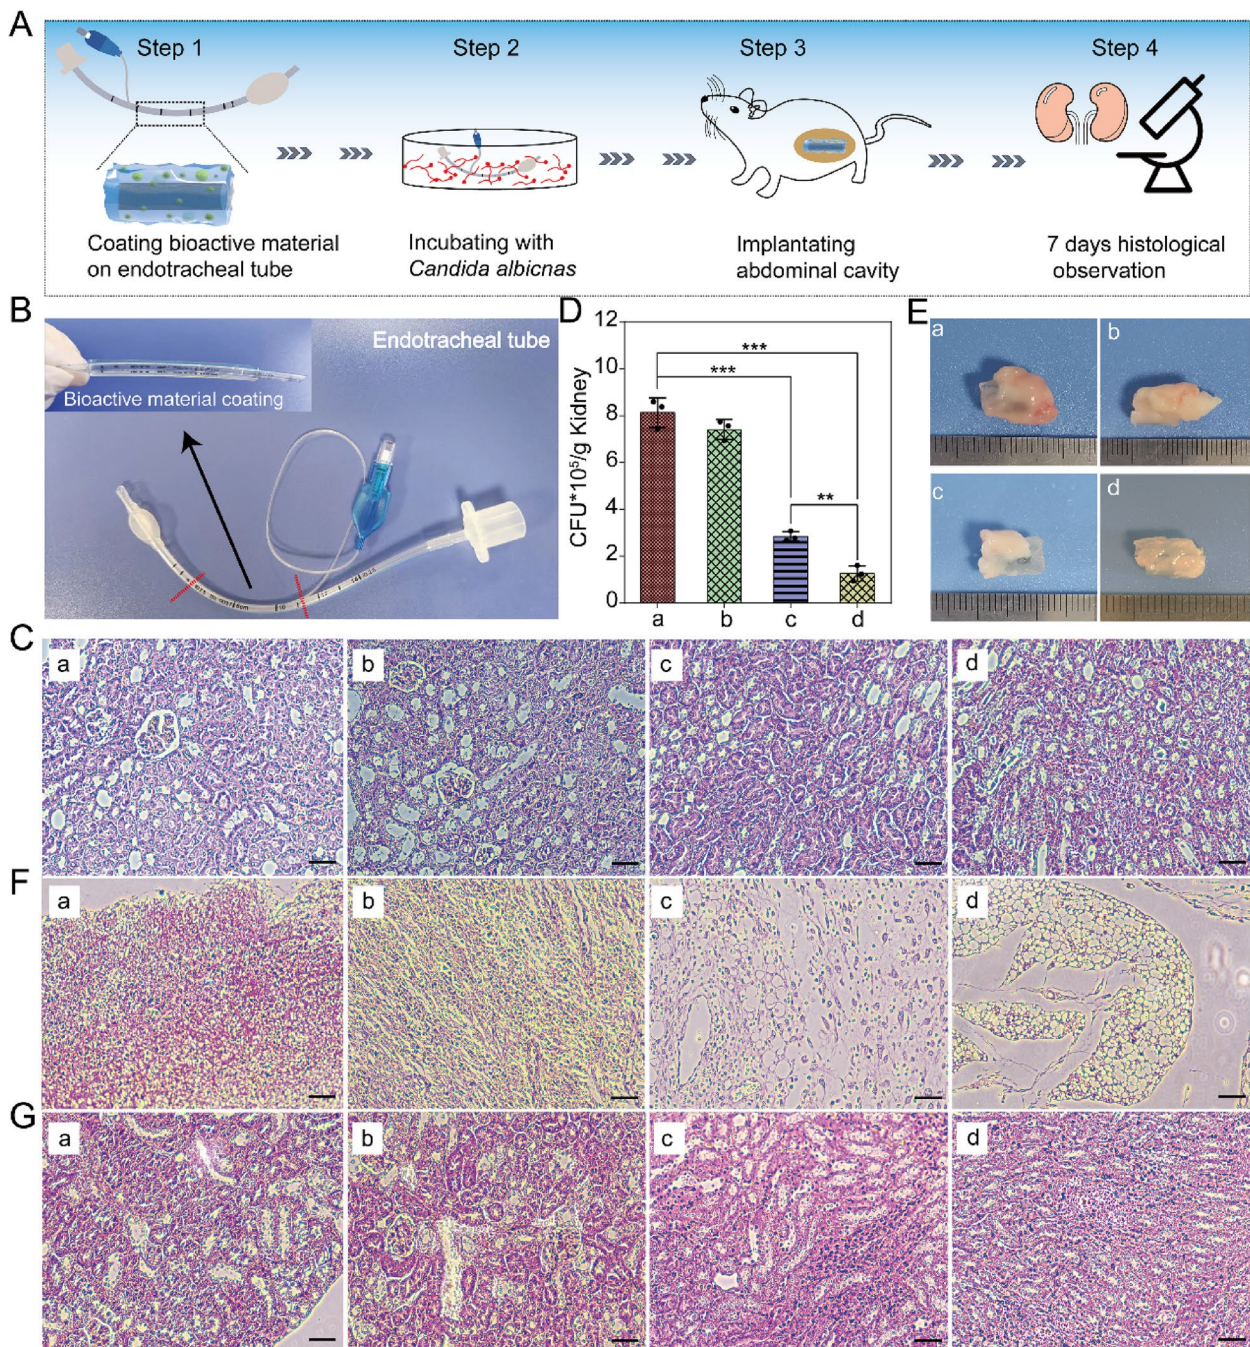 A
Step 1
Step 2
Step 3
Step 4
Coating bioactive material
on endotracheal tube
Incubating with
Candida albicnas
Implantating
abdominal cavity
7 days histological
observation
B
Endotracheal tube
Bioactive material coating
D
CFU*10⁵/g Kidney
12
10
8
6
4
2
0
***
***
**
a
b
c
d
E
a
b
c
d
C
a
b
c
d
F
a
b
c
d
G
a
b
c
d